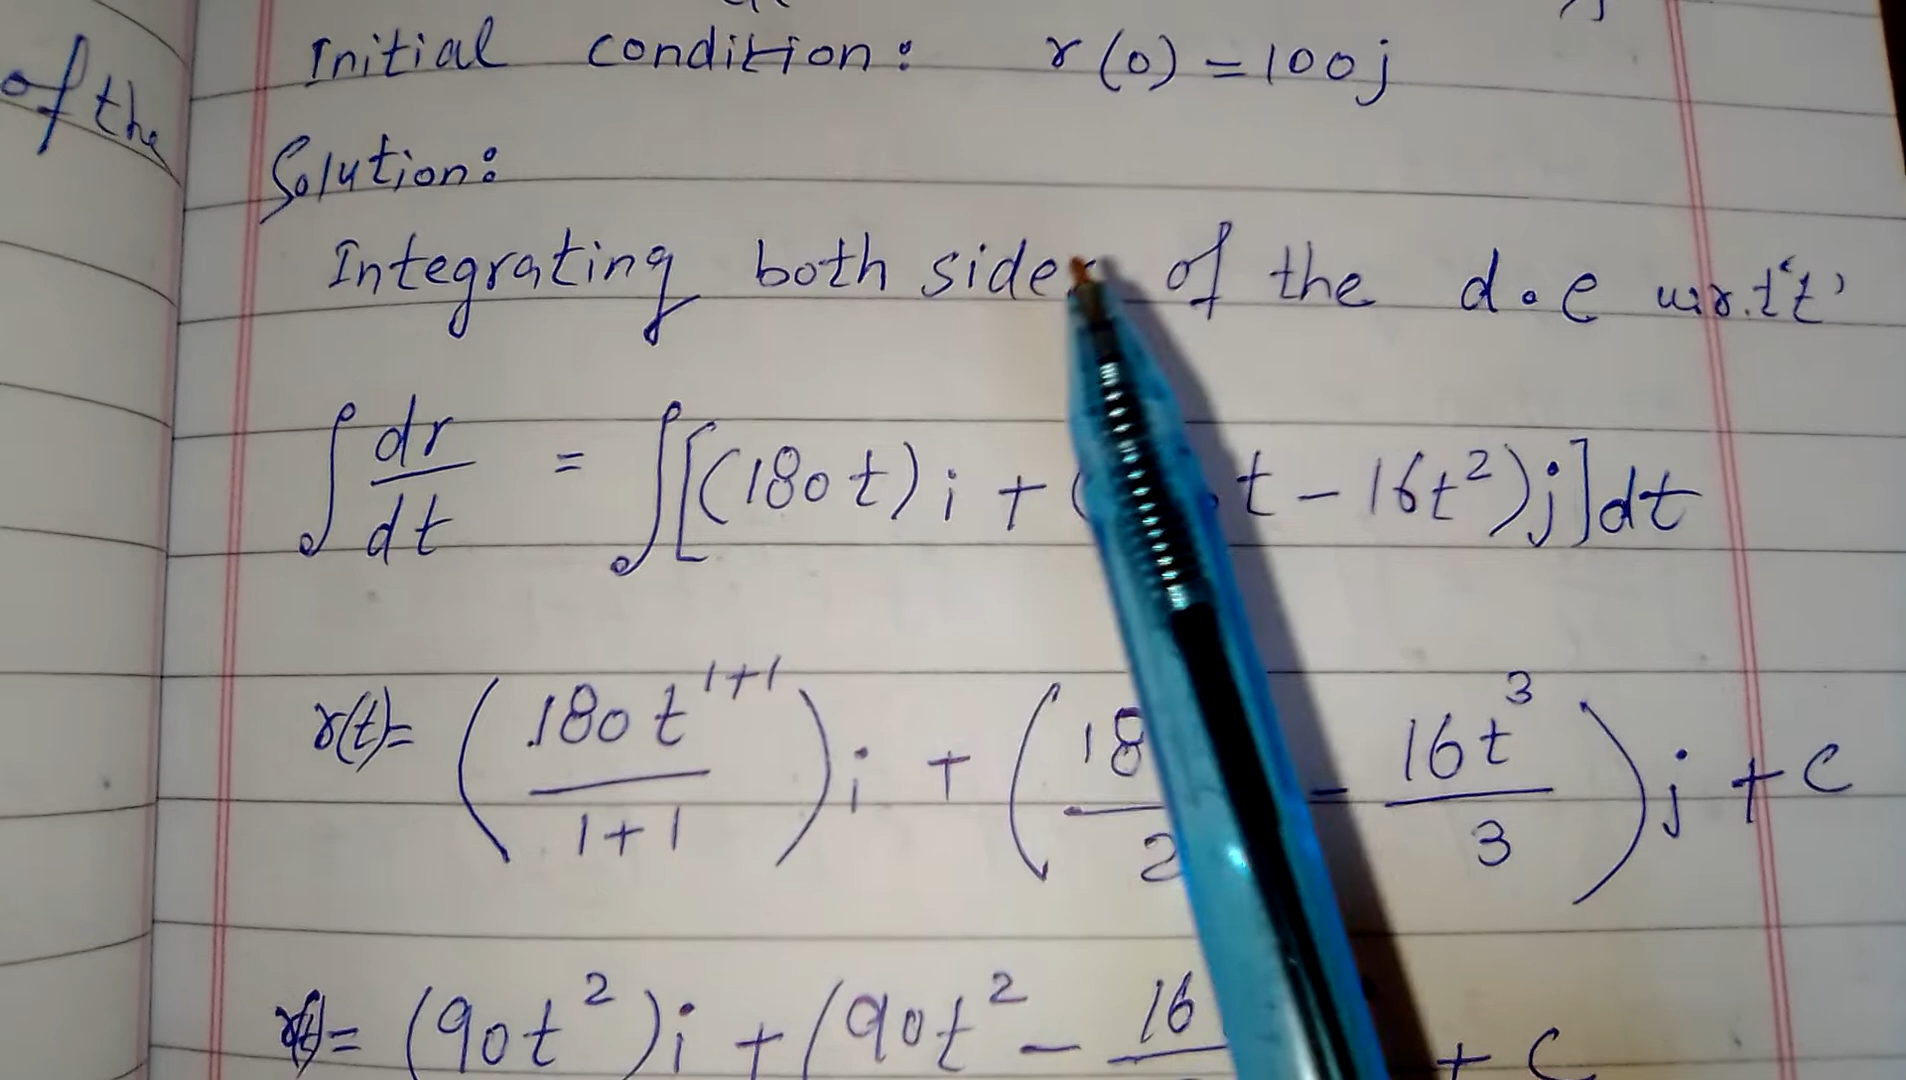 of the
Initial condition: r(0) = 100j
Solution:
Integrating both sides of the d.e w.r.t 't'
∫ dr/dt = ∫[(180t)i + ( t - 16t²)j]dt
r(t)= (180t^(1+1)/(1+1))i + (18 /2 - 16t³/3)j + c
r(t)= (90t²)i + (90t² - 16 + c